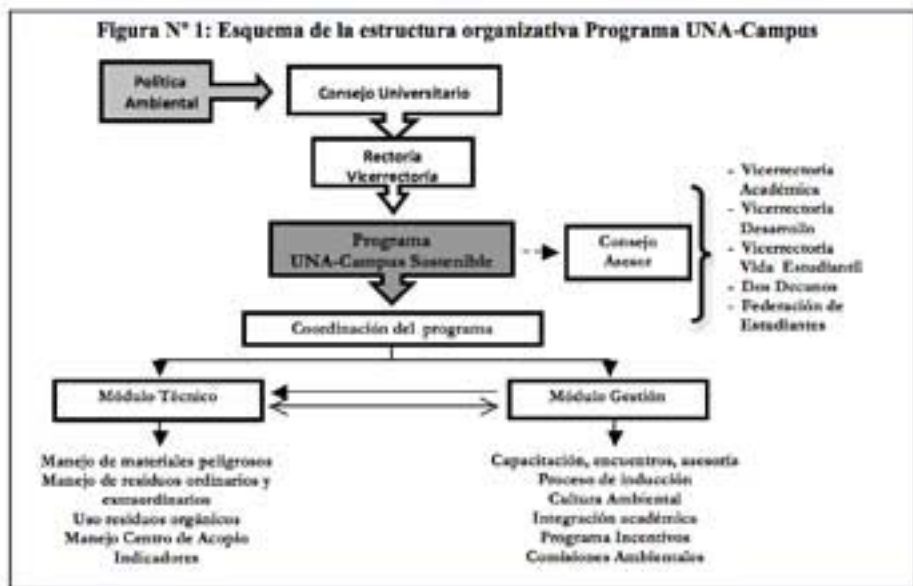 Figura N° 1: Esquema de la estructura organizativa Programa UNA-Campus
Política
Ambiental
Consejo Universitario
Rectoría
Vicerrectoría
Programa
UNA-Campus Sostenible
Consejo
Asesor
- Vicerrectoría
Académica
- Vicerrectoría
Desarrollo
- Vicerrectoría
Vida Estudiantil
- Dos Decanos
- Federación de
Estudiantes
Coordinación del programa
Módulo Técnico
Módulo Gestión
Manejo de materiales peligrosos
Manejo de residuos ordinarios y
extraordinarios
Uso residuos orgánicos
Manejo Centro de Acopio
Indicadores
Capacitación, encuentros, asesoría
Proceso de inducción
Cultura Ambiental
Integración académica
Programa Incentivos
Comisiones Ambientales